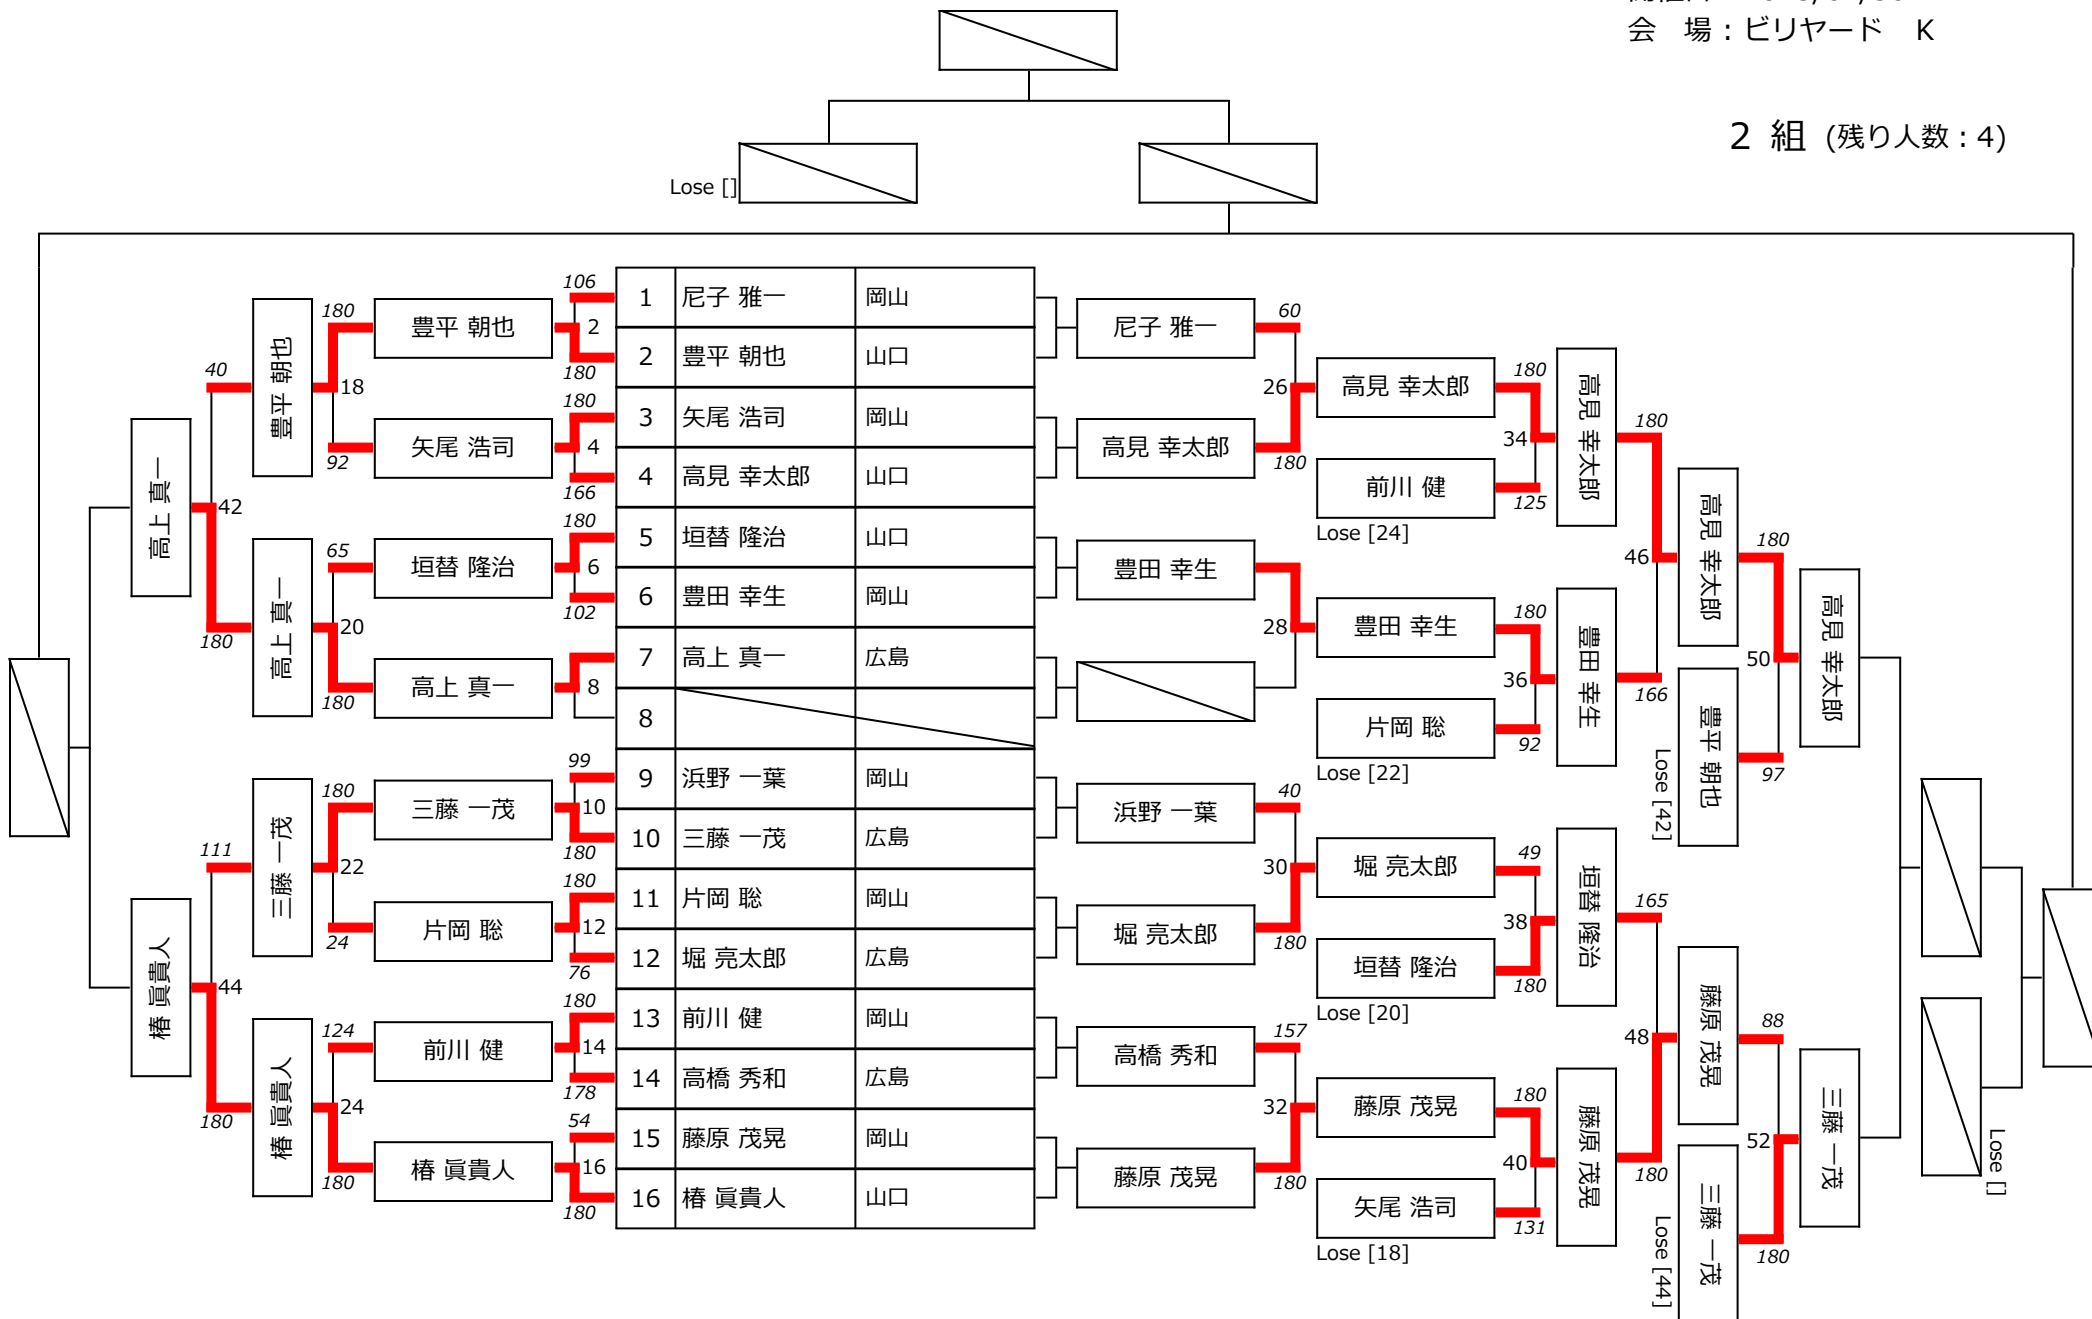 会 場：ビリヤード K
2 組 (残り人数：4)
Lose []
1 尼子 雅一 岡山
2 豊平 朝也 山口
3 矢尾 浩司 岡山
4 高見 幸太郎 山口
5 垣替 隆治 山口
6 豊田 幸生 岡山
7 高上 真一 広島
8
9 浜野 一葉 岡山
10 三藤 一茂 広島
11 片岡 聡 岡山
12 堀 亮太郎 広島
13 前川 健 岡山
14 高橋 秀和 広島
15 藤原 茂晃 岡山
16 椿 眞貴人 山口
106
2
180
180
4
166
180
6
102
8
99
10
180
180
12
76
180
14
178
54
16
180
豊平 朝也
矢尾 浩司
垣替 隆治
高上 真一
三藤 一茂
片岡 聡
前川 健
椿 眞貴人
180
18
92
65
20
180
180
22
24
124
24
180
豊平 朝也
高上 真一
三藤 一茂
椿 眞貴人
40
42
180
111
44
180
高上 真一
椿 眞貴人
尼子 雅一
高見 幸太郎
豊田 幸生
浜野 一葉
堀 亮太郎
高橋 秀和
藤原 茂晃
60
26
180
28
40
30
180
157
32
180
高見 幸太郎
前川 健
Lose [24]
豊田 幸生
片岡 聡
Lose [22]
堀 亮太郎
垣替 隆治
Lose [20]
藤原 茂晃
矢尾 浩司
Lose [18]
180
34
125
180
36
92
49
38
180
180
40
131
高見 幸太郎
豊田 幸生
垣替 隆治
藤原 茂晃
180
46
166
165
48
180
高見 幸太郎
豊平 朝也
Lose [42]
藤原 茂晃
三藤 一茂
Lose [44]
180
50
97
88
52
180
高見 幸太郎
三藤 一茂
Lose []